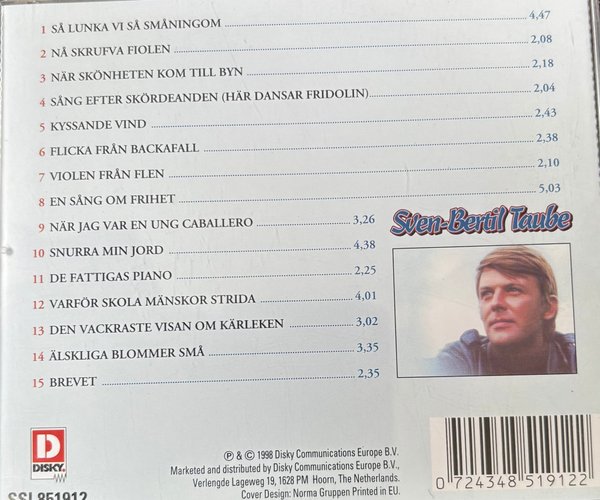 1 SÅ LUNKA VI SÅ SMÅNINGOM 4,47
2 NÅ SKRUFVA FIOLEN 2,08
3 NÄR SKÖNHETEN KOM TILL BYN 2,18
4 SÅNG EFTER SKÖRDEANDEN (HÄR DANSAR FRIDOLIN) 2,04
5 KYSSANDE VIND 2,43
6 FLICKA FRÅN BACKAFALL 2,38
7 VIOLEN FRÅN FLEN 2,10
8 EN SÅNG OM FRIHET 5,03
9 NÄR JAG VAR EN UNG CABALLERO 3,26
10 SNURRA MIN JORD 4,38
11 DE FATTIGAS PIANO 2,25
12 VARFÖR SKOLA MÄNSKOR STRIDA 4,01
13 DEN VACKRASTE VISAN OM KÄRLEKEN 3,02
14 ÄLSKLIGA BLOMMER SMÅ 3,35
15 BREVET 2,35
Sven-Bertil Taube
D
DISKY
SSI 851912
℗ & © 1998 Disky Communications Europe B.V.
Marketed and distributed by Disky Communications Europe B.V.,
Verlengde Lageweg 19, 1628 PM Hoorn, The Netherlands.
Cover Design: Norma Gruppen Printed in EU.
0 724348 519122